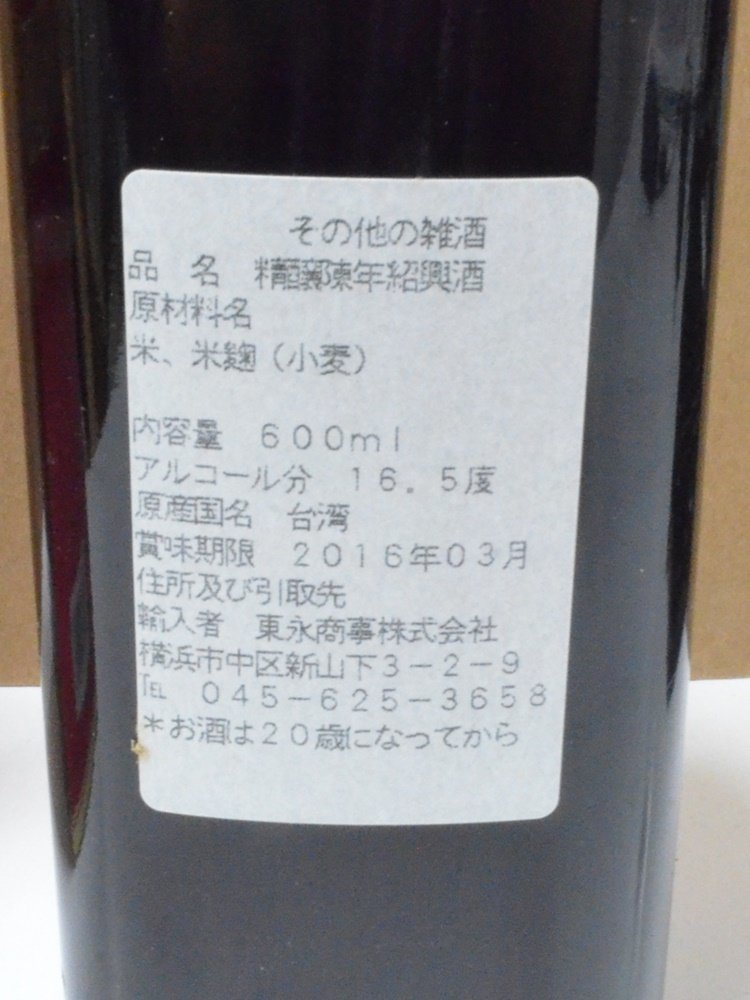 その他の雑酒
品　名　精釀陳年紹興酒
原材料名
米、米麹（小麦）
内容量　６００ｍｌ
アルコール分　１６．５度
原産国名　台湾
賞味期限　２０１６年０３月
住所及び引取先
輸入者　東永商事株式会社
横浜市中区新山下３－２－９
℡　０４５－６２５－３６５８
＊お酒は２０歳になってから